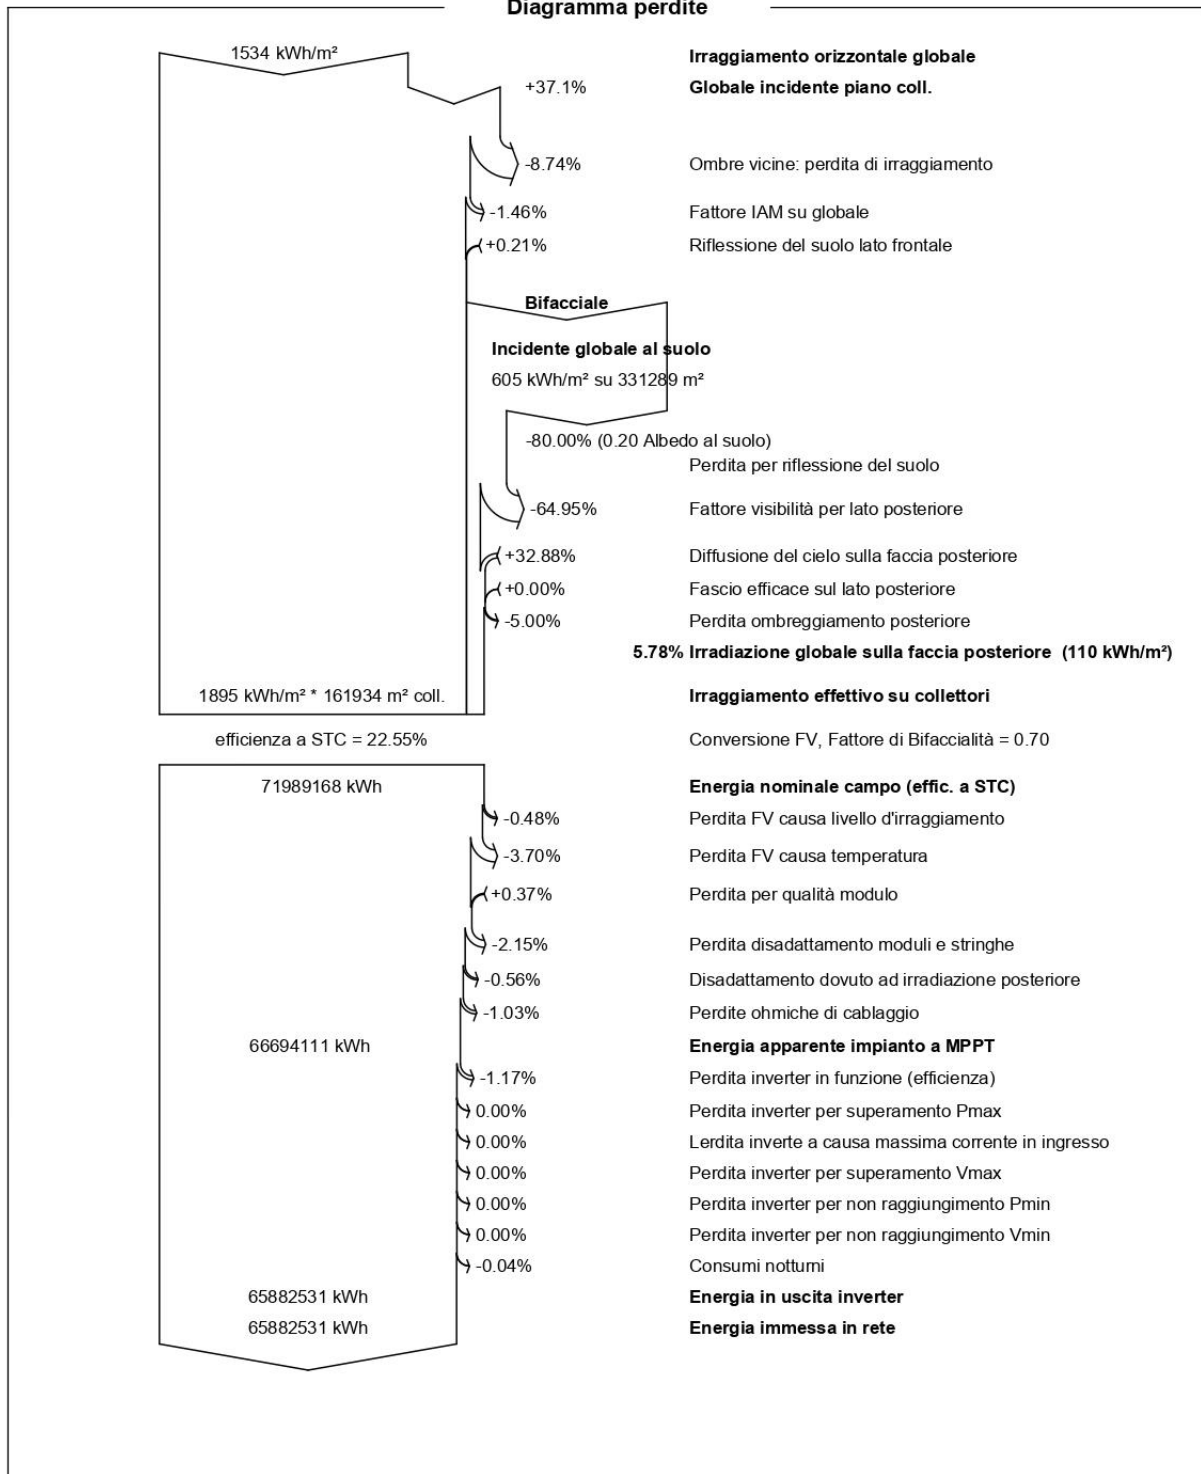 Diagramma perdite
1534 kWh/m² Irraggiamento orizzontale globale
+37.1% Globale incidente piano coll.
-8.74% Ombre vicine: perdita di irraggiamento
-1.46% Fattore IAM su globale
+0.21% Riflessione del suolo lato frontale
Bifacciale
Incidente globale al suolo
605 kWh/m² su 331289 m²
-80.00% (0.20 Albedo al suolo)
Perdita per riflessione del suolo
-64.95% Fattore visibilità per lato posteriore
+32.88% Diffusione del cielo sulla faccia posteriore
+0.00% Fascio efficace sul lato posteriore
-5.00% Perdita ombreggiamento posteriore
5.78% Irradiazione globale sulla faccia posteriore (110 kWh/m²)
1895 kWh/m² * 161934 m² coll. Irraggiamento effettivo su collettori
efficienza a STC = 22.55% Conversione FV, Fattore di Bifaccialità = 0.70
71989168 kWh Energia nominale campo (effic. a STC)
-0.48% Perdita FV causa livello d'irraggiamento
-3.70% Perdita FV causa temperatura
+0.37% Perdita per qualità modulo
-2.15% Perdita disadattamento moduli e stringhe
-0.56% Disadattamento dovuto ad irradiazione posteriore
-1.03% Perdite ohmiche di cablaggio
66694111 kWh Energia apparente impianto a MPPT
-1.17% Perdita inverter in funzione (efficienza)
0.00% Perdita inverter per superamento Pmax
0.00% Lerdita inverte a causa massima corrente in ingresso
0.00% Perdita inverter per superamento Vmax
0.00% Perdita inverter per non raggiungimento Pmin
0.00% Perdita inverter per non raggiungimento Vmin
-0.04% Consumi notturni
65882531 kWh Energia in uscita inverter
65882531 kWh Energia immessa in rete